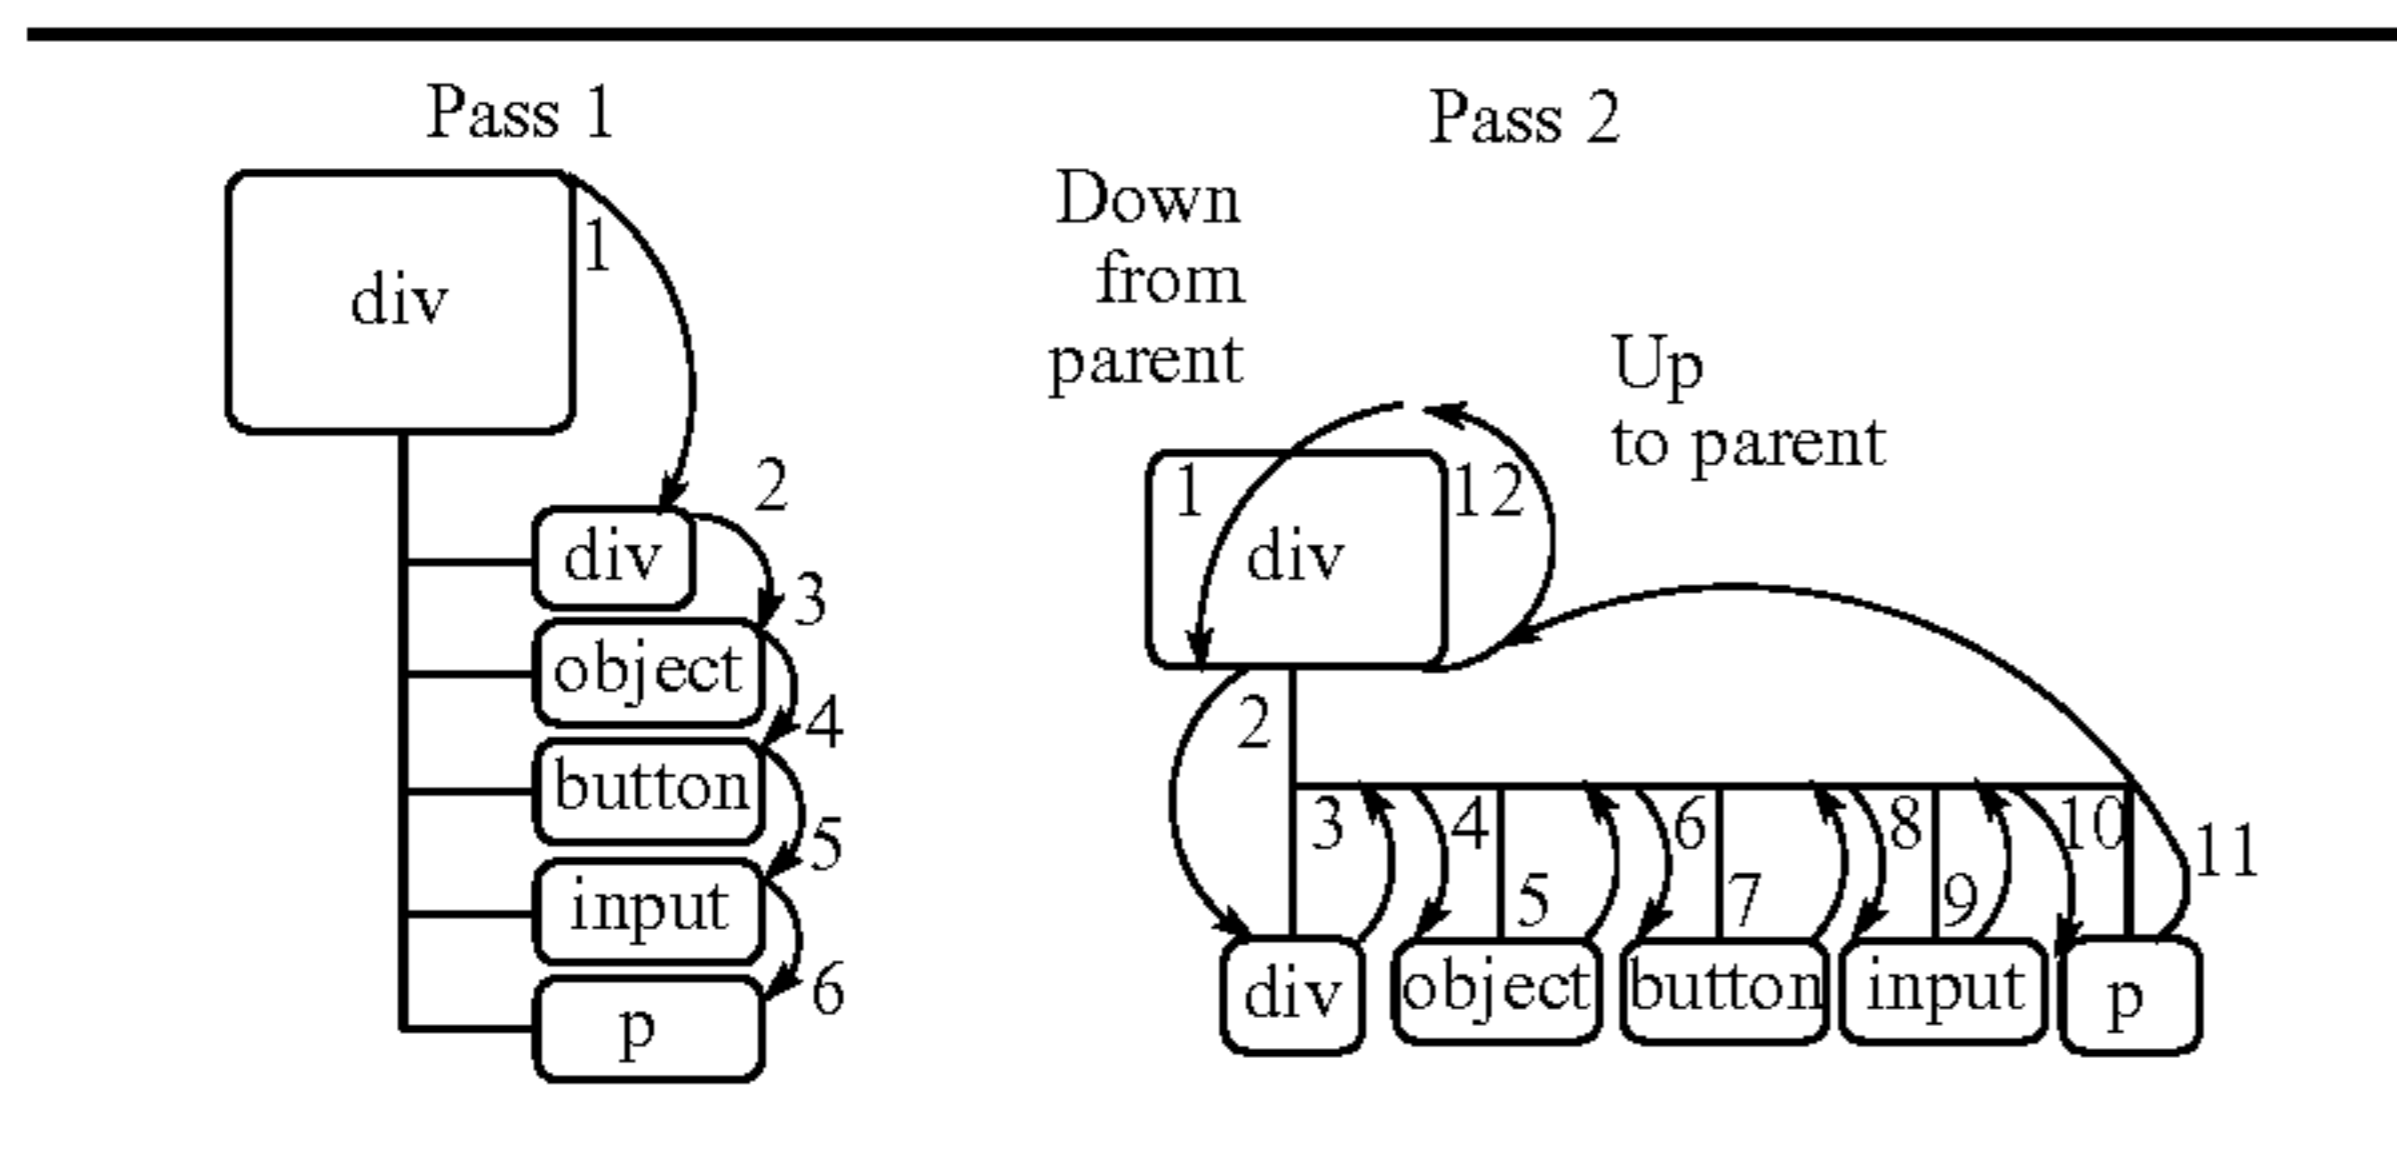 Pass 1
div
1
2
div
3
object
4
button
5
input
6
p
Pass 2
Down
from
parent
Up
to parent
1
12
div
2
3
4
6
8
10
11
5
7
9
div
object
button
input
p